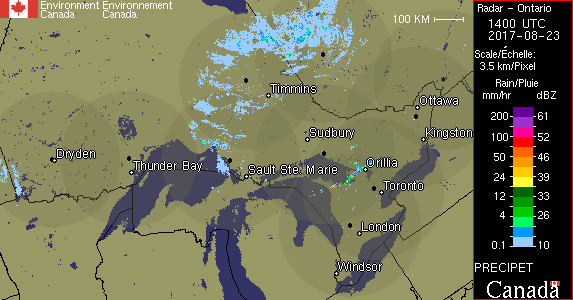 Environment Environnement
Canada Canada
100 KM
Timmins
Ottawa
Sudbury
Kingston
Dryden
Thunder Bay
Sault Ste. Marie
Orillia
Toronto
London
Windsor
Radar - Ontario
1400 UTC
2017-08-23
Scale/Échelle:
3.5 km/Pixel
Rain/Pluie
mm/hr dBZ
200 61
100 52
50 46
24 39
12 33
4 26
0.1 10
PRECIPET
Canada